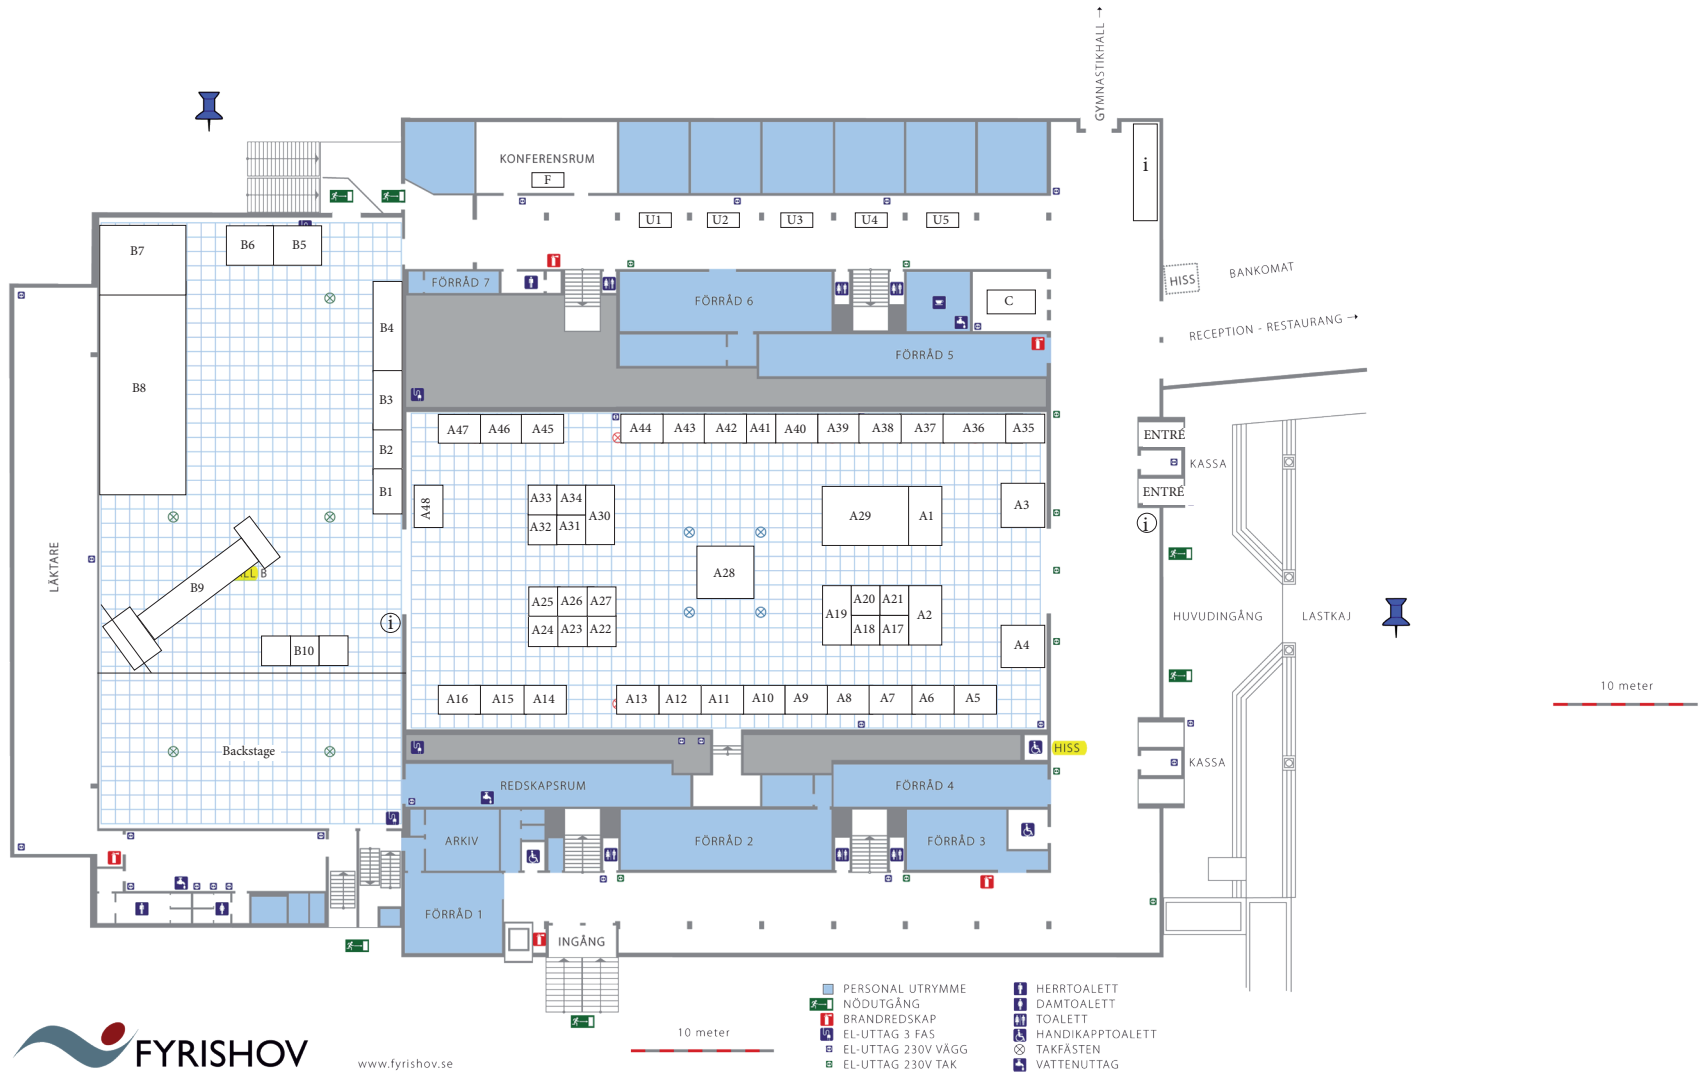 GYMNASTIKHALL
KONFERENSRUM
F
i
U1 U2 U3 U4 U5
B7 B6 B5
HISS BANKOMAT
FÖRRÅD 7
FÖRRÅD 6
C
B4
RECEPTION - RESTAURANG
FÖRRÅD 5
B8
B3
A47 A46 A45 A44 A43 A42 A41 A40 A39 A38 A37 A36 A35
ENTRÉ
B2
KASSA
B1
ENTRÉ
A48
A33 A34 A30
A32 A31
A29 A1
A3
i
LÄKTARE
B9
B
A28
A25 A26 A27
A24 A23 A22
A19 A20 A21 A2
A18 A17
HUVUDINGÅNG LASTKAJ
i
A4
B10
10 meter
A16 A15 A14 A13 A12 A11 A10 A9 A8 A7 A6 A5
Backstage
HISS
KASSA
REDSKAPSRUM
FÖRRÅD 4
ARKIV
FÖRRÅD 2
FÖRRÅD 3
FÖRRÅD 1
INGÅNG
PERSONAL UTRYMME
NÖDUTGÅNG
BRANDREDSKAP
EL-UTTAG 3 FAS
EL-UTTAG 230V VÄGG
EL-UTTAG 230V TAK
HERRTOALETT
DAMTOALETT
TOALETT
HANDIKAPPTOALETT
TAKFÄSTEN
VATTENUTTAG
10 meter
FYRISHOV
www.fyrishov.se